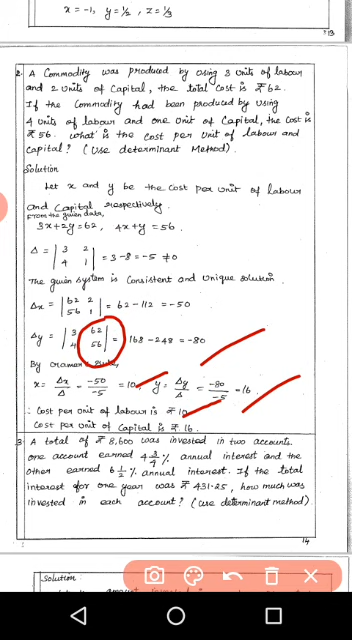 x = -1, y = 1/2, z = 1/3
13
2. A Commodity was produced by using 3 units of labour
and 2 units of Capital, the total cost is ₹ 62.
If the Commodity had been produced by using
4 units of labour and one unit of Capital, the cost is
₹ 56. what is the cost per unit of labour and
capital? (Use determinant Method).
Solution
Let x and y be the cost per unit of labour
and Capital respectively.
From the given data,
3x+2y=62, 4x+y=56.
Δ = | 3 2 / 4 1 | = 3-8 = -5 ≠ 0
The given system is Consistent and Unique solution.
Δx = | 62 2 / 56 1 | = 62-112 = -50
Δy = | 3 62 / 4 56 | = 168-248 = -80
By Cramer's rule,
x = Δx/Δ = -50/-5 = 10, y = Δy/Δ = -80/-5 = 16
∴ Cost per unit of labour is ₹ 10
Cost per unit of Capital is ₹ 16.
3. A total of ₹ 8,600 was invested in two accounts.
One account earned 4 3/4 % annual interest and the
other earned 6 1/2 % annual interest. If the total
interest for one year was ₹ 431.25, how much was
invested in each account? (use determinant method)
14
Solution: